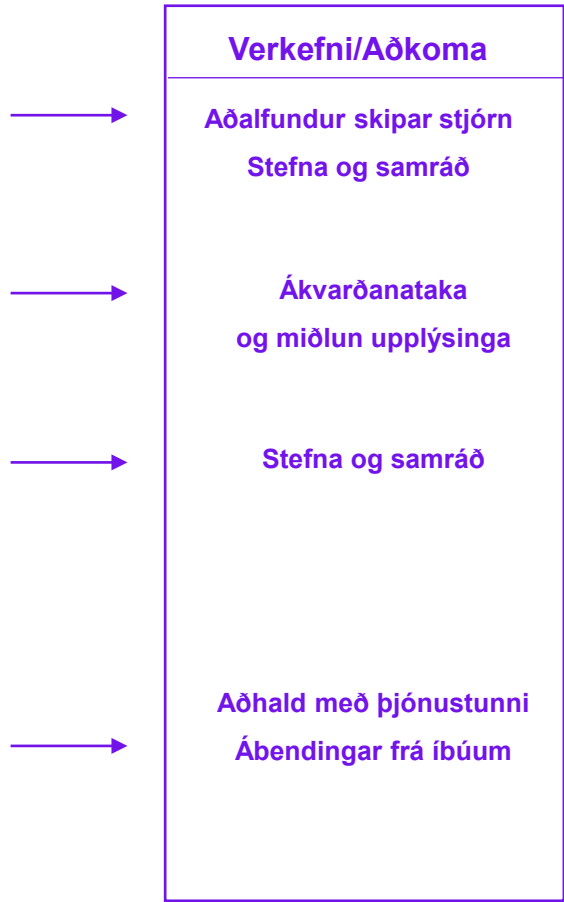 Verkefni/Aðkoma
Aðalfundur skipar stjórn
Stefna og samráð
Ákvarðanataka
og miðlun upplýsinga
Stefna og samráð
Aðhald með þjónustunni
Ábendingar frá íbúum